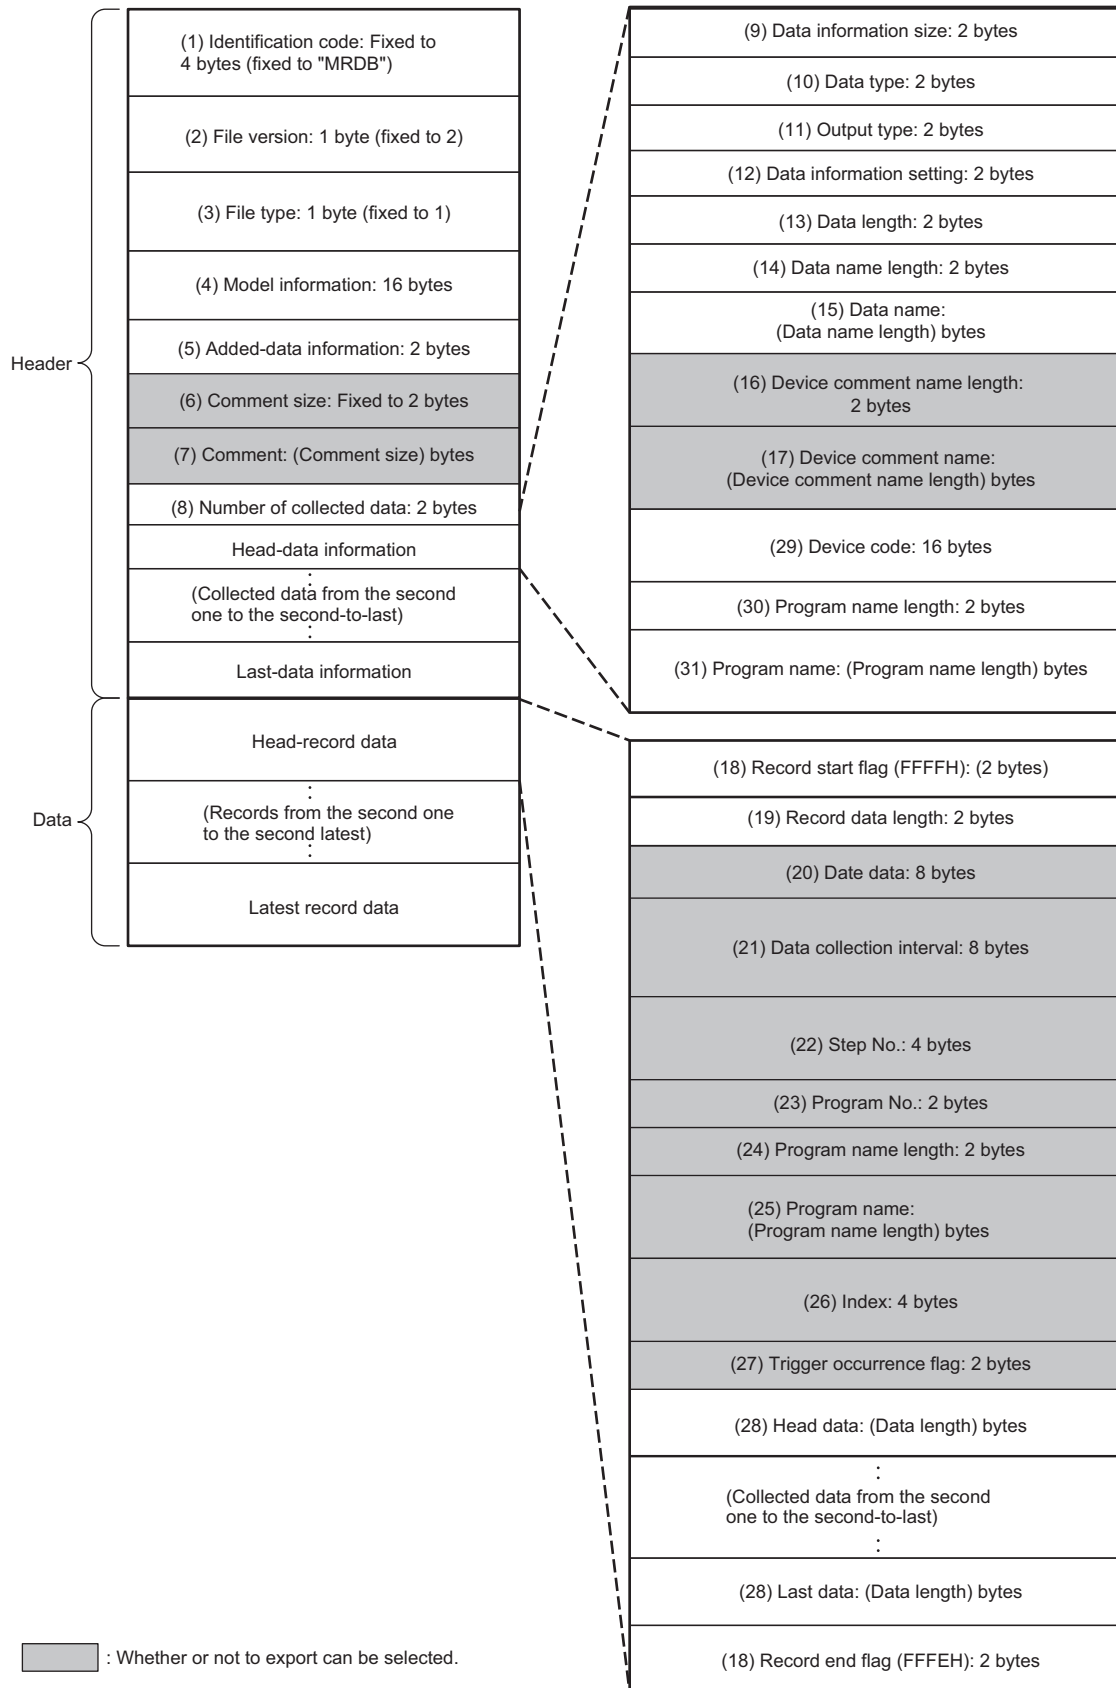 Header
(1) Identification code: Fixed to
4 bytes (fixed to "MRDB")
(2) File version: 1 byte (fixed to 2)
(3) File type: 1 byte (fixed to 1)
(4) Model information: 16 bytes
(5) Added-data information: 2 bytes
(6) Comment size: Fixed to 2 bytes
(7) Comment: (Comment size) bytes
(8) Number of collected data: 2 bytes
Head-data information
(Collected data from the second
one to the second-to-last)
Last-data information
Data
Head-record data
(Records from the second one
to the second latest)
Latest record data
(9) Data information size: 2 bytes
(10) Data type: 2 bytes
(11) Output type: 2 bytes
(12) Data information setting: 2 bytes
(13) Data length: 2 bytes
(14) Data name length: 2 bytes
(15) Data name:
(Data name length) bytes
(16) Device comment name length:
2 bytes
(17) Device comment name:
(Device comment name length) bytes
(29) Device code: 16 bytes
(30) Program name length: 2 bytes
(31) Program name: (Program name length) bytes
(18) Record start flag (FFFFH): (2 bytes)
(19) Record data length: 2 bytes
(20) Date data: 8 bytes
(21) Data collection interval: 8 bytes
(22) Step No.: 4 bytes
(23) Program No.: 2 bytes
(24) Program name length: 2 bytes
(25) Program name:
(Program name length) bytes
(26) Index: 4 bytes
(27) Trigger occurrence flag: 2 bytes
(28) Head data: (Data length) bytes
(Collected data from the second
one to the second-to-last)
(28) Last data: (Data length) bytes
(18) Record end flag (FFFEH): 2 bytes
: Whether or not to export can be selected.